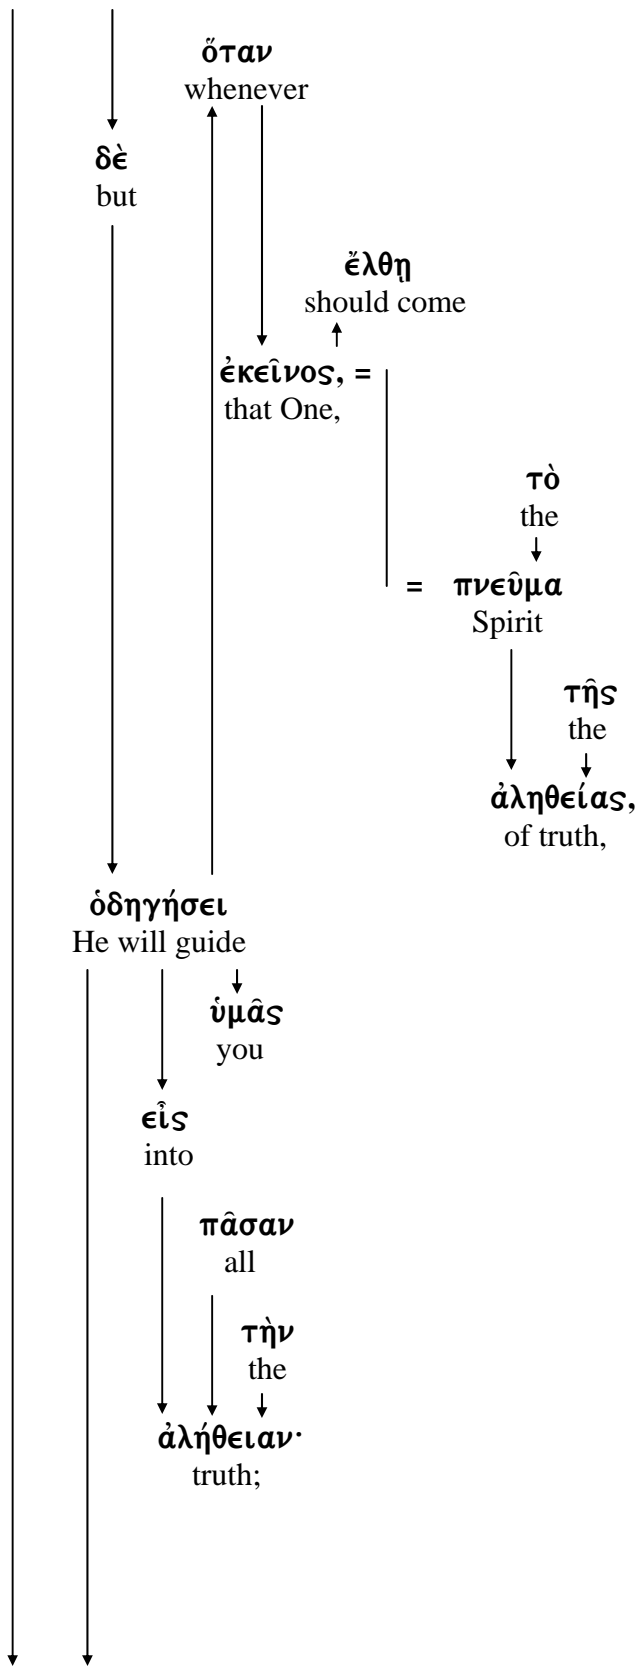 ὅταν
whenever
δὲ
but
ἔλθῃ
should come
ἐκεῖνος, =
that One,
τὸ
the
= πνεῦμα
Spirit
τῆς
the
ἀληθείας,
of truth,
ὁδηγήσει
He will guide
ὑμᾶς
you
εἰς
into
πᾶσαν
all
τὴν
the
ἀλήθειαν·
truth;